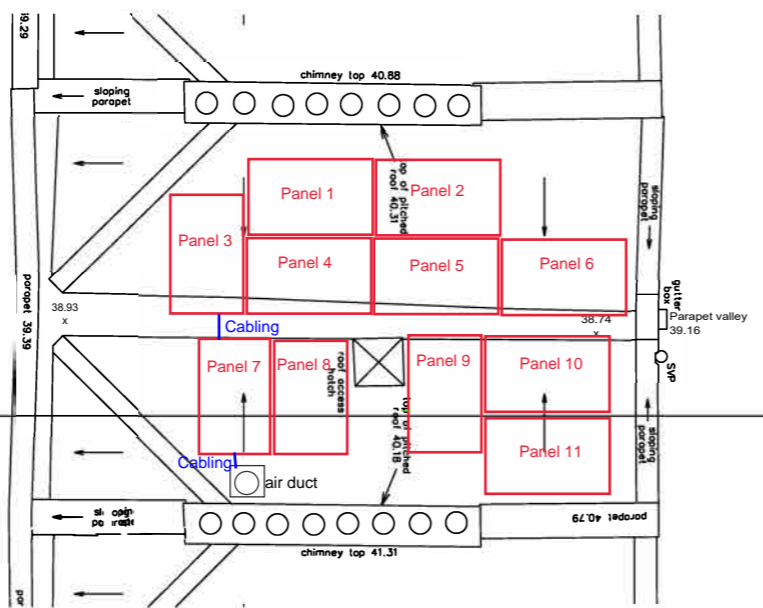 39.29
chimney top 40.88
sloping
parapet
Panel 1
Panel 2
top of pitched
roof 40.31
Panel 3
sloping
parapet
Panel 4
Panel 5
Panel 6
gutter
box
38.93
x
Cabling
38.74
x
Parapet valley
39.16
parapet 39.39
Panel 7
Panel 8
roof access
hatch
Panel 9
Panel 10
SVP
top of pitched
roof 40.18
sloping
parapet
Panel 11
Cabling
air duct
sloping
parapet
parapet 40.79
chimney top 41.31